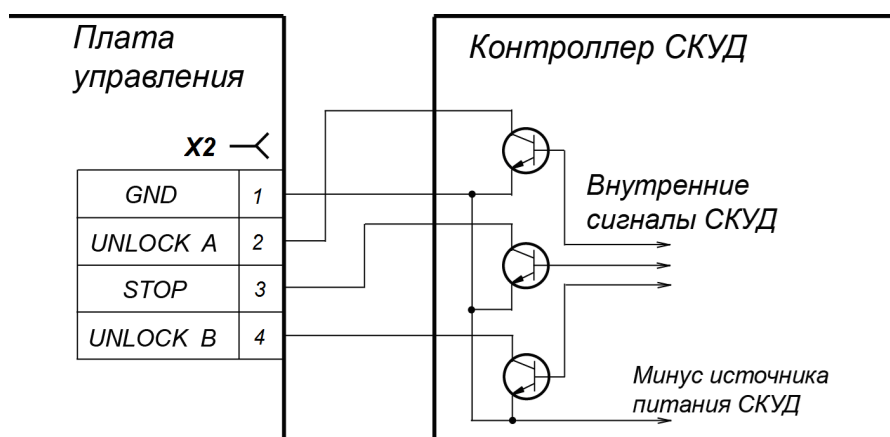 Плата
управления
Контроллер СКУД
X2
GND 1
UNLOCK A 2
STOP 3
UNLOCK B 4
Внутренние
сигналы СКУД
Минус источника
питания СКУД